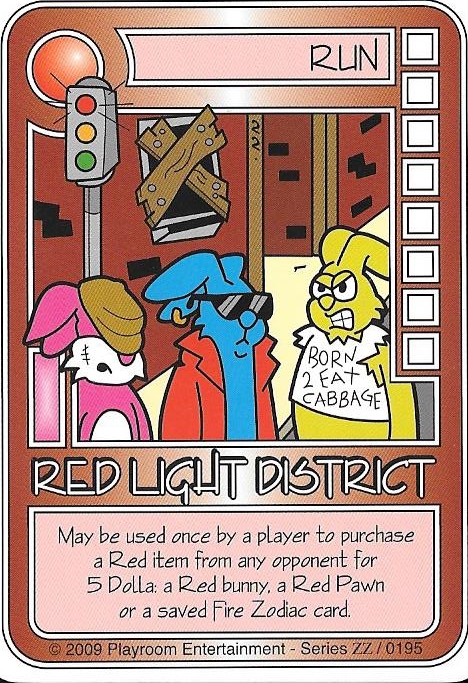 RUN
BORN
2 EAT
CABBAGE
RED LIGHT DISTRICT
May be used once by a player to purchase
a Red item from any opponent for
5 Dolla: a Red bunny, a Red Pawn
or a saved Fire Zodiac card.
© 2009 Playroom Entertainment - Series ZZ / 0195